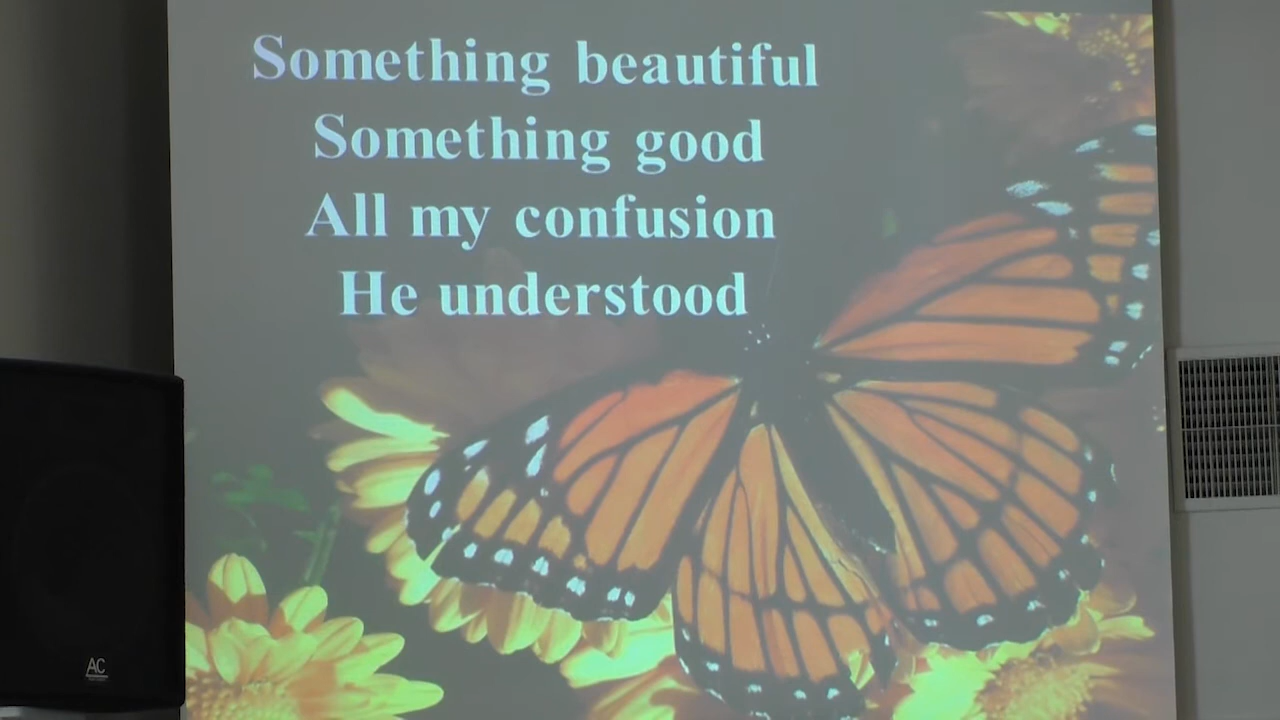 Something beautiful
Something good
All my confusion
He understood
AC